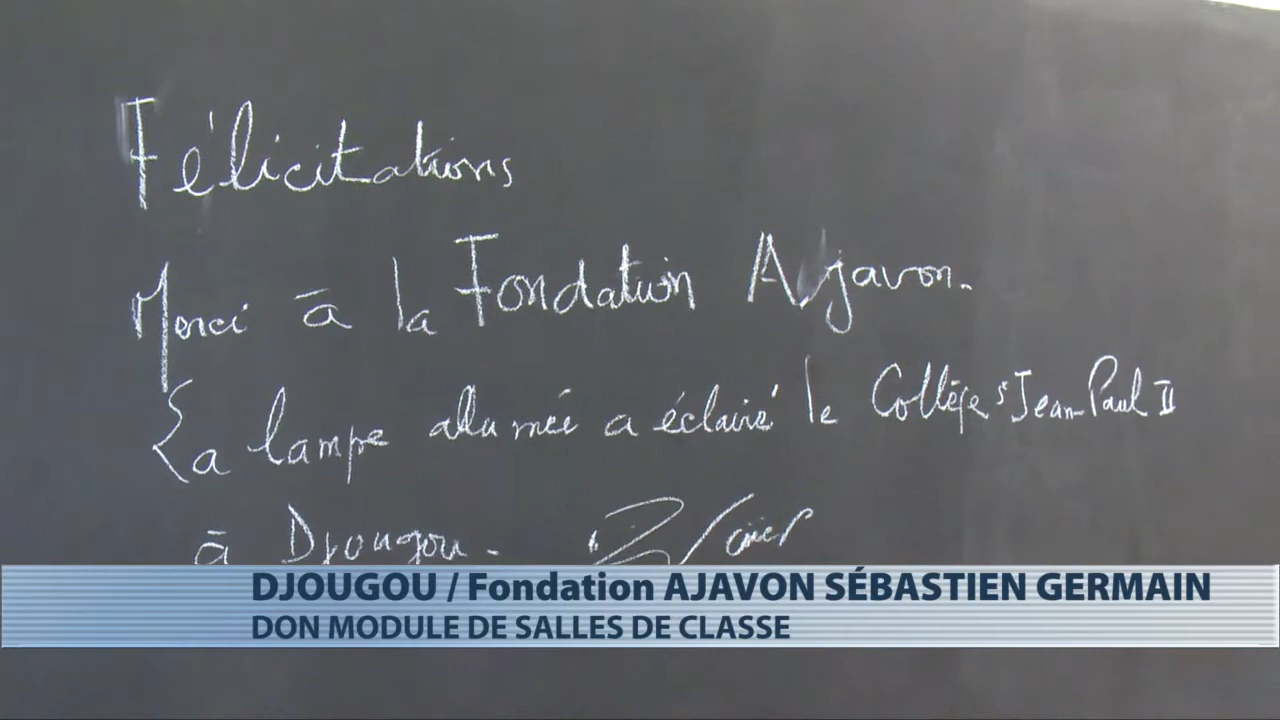 Félicitations
Merci à la Fondation Ajavon.
La lampe allumée a éclairé le Collège St Jean-Paul II
à Djougou.
DJOUGOU / Fondation AJAVON SÉBASTIEN GERMAIN
DON MODULE DE SALLES DE CLASSE